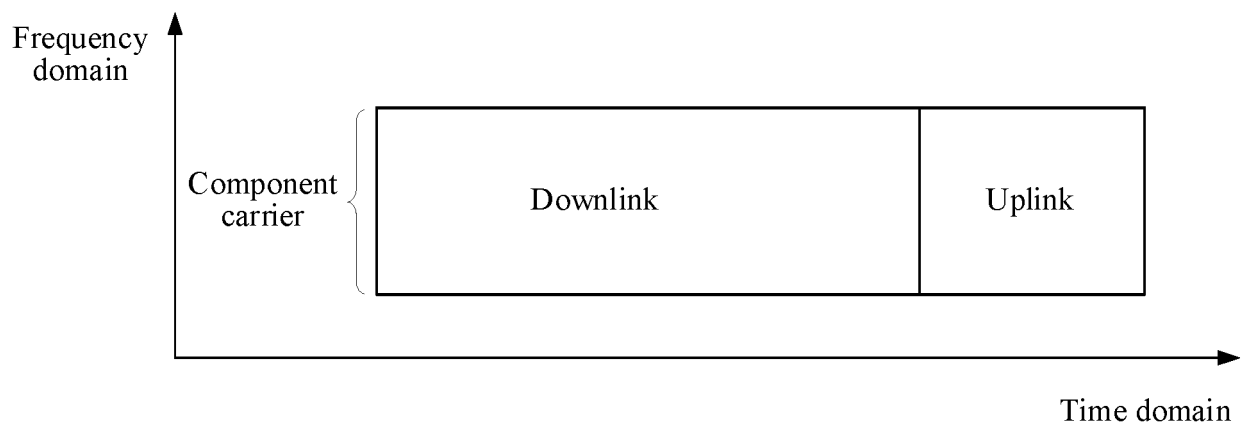 Frequency
domain
Component
carrier
Downlink
Uplink
Time domain